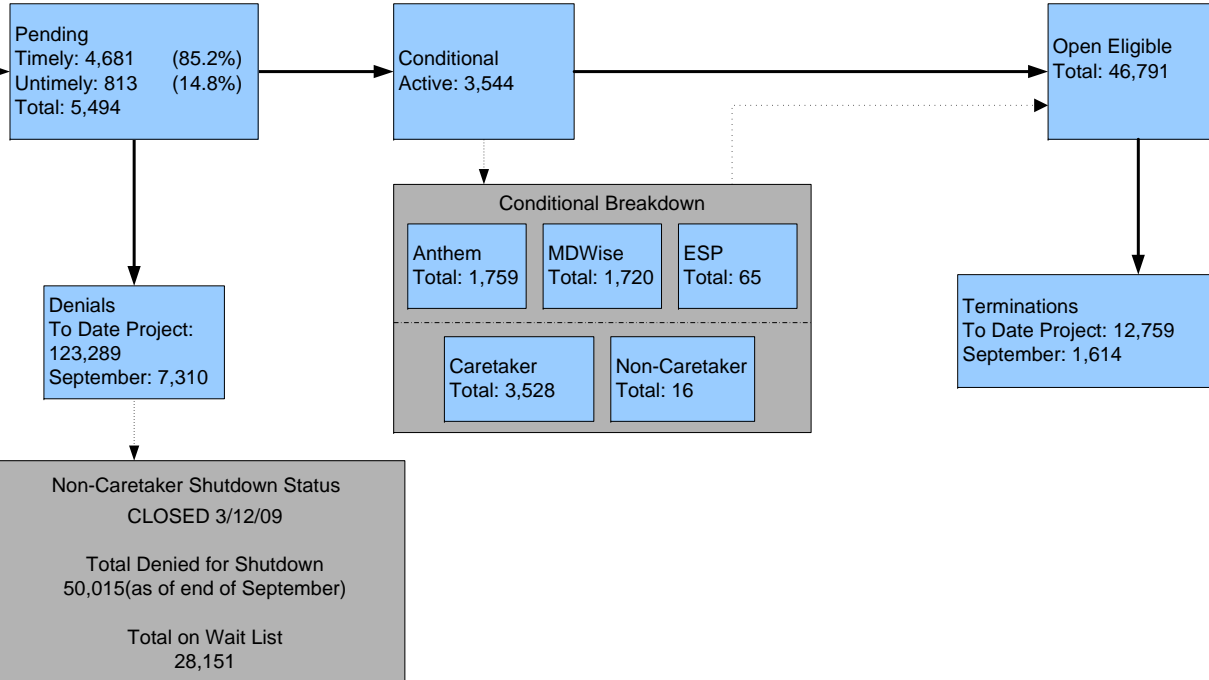 Pending
Timely: 4,681 (85.2%)
Untimely: 813 (14.8%)
Total: 5,494
Conditional
Active: 3,544
Open Eligible
Total: 46,791
Conditional Breakdown
Anthem
Total: 1,759
MDWise
Total: 1,720
ESP
Total: 65
Caretaker
Total: 3,528
Non-Caretaker
Total: 16
Denials
To Date Project:
123,289
September: 7,310
Terminations
To Date Project: 12,759
September: 1,614
Non-Caretaker Shutdown Status
CLOSED 3/12/09
Total Denied for Shutdown
50,015(as of end of September)
Total on Wait List
28,151